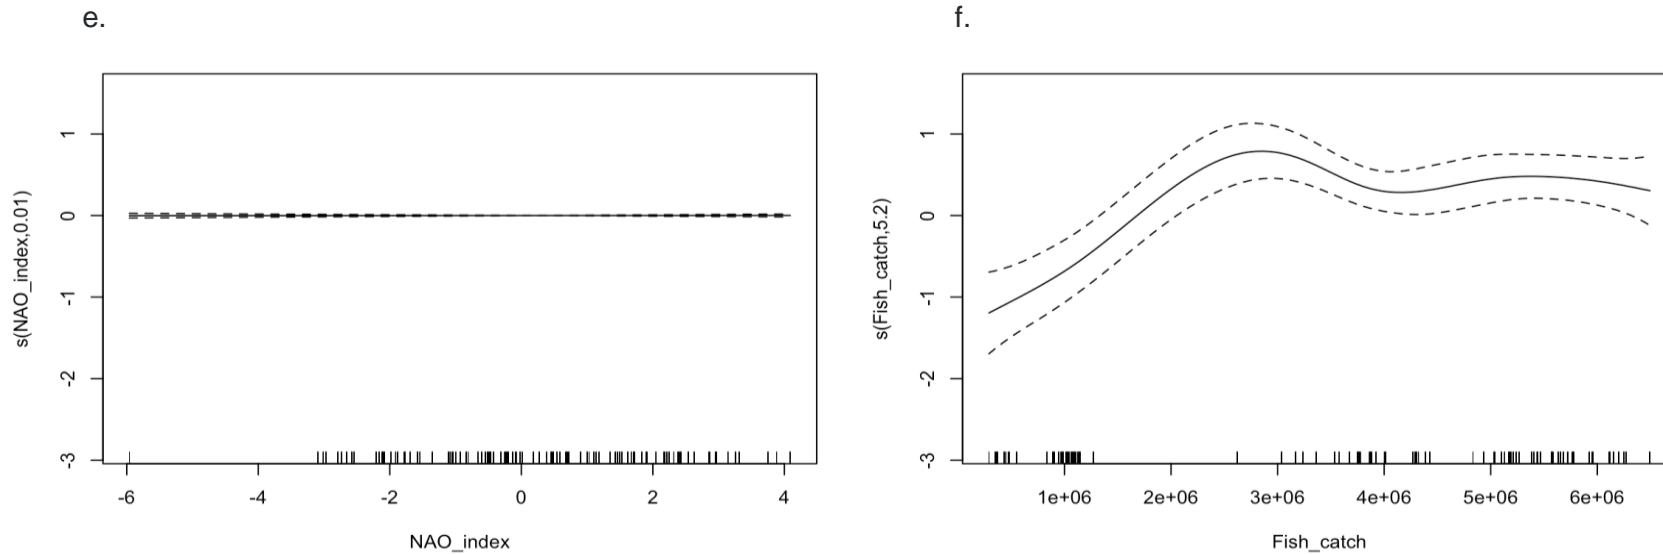 e.
s(NAO_index,0.01)
1
0
-1
-2
-3
-6
-4
-2
0
2
4
NAO_index
f.
s(Fish_catch,5.2)
1
0
-1
-2
-3
1e+06
2e+06
3e+06
4e+06
5e+06
6e+06
Fish_catch